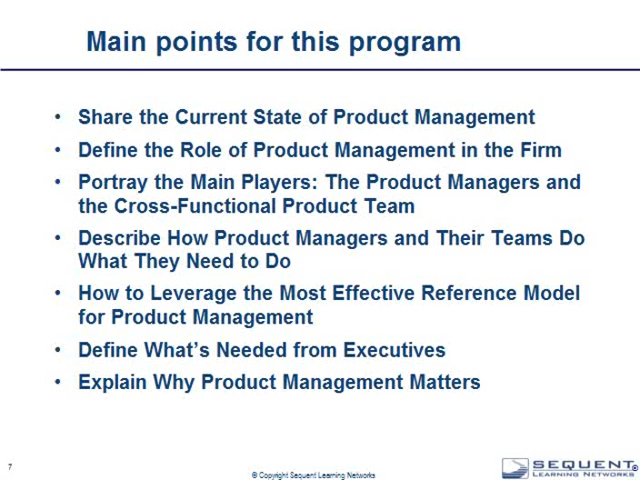 Main points for this program
• Share the Current State of Product Management
• Define the Role of Product Management in the Firm
• Portray the Main Players: The Product Managers and
the Cross-Functional Product Team
• Describe How Product Managers and Their Teams Do
What They Need to Do
• How to Leverage the Most Effective Reference Model
for Product Management
• Define What's Needed from Executives
• Explain Why Product Management Matters
7
© Copyright Sequent Learning Networks
SEQUENT®
LEARNING NETWORKS